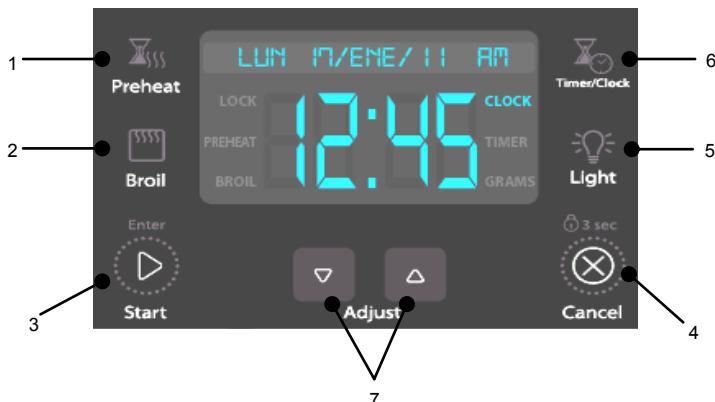 1
Preheat
LUN 17/ENE/11 AM
6
Timer/Clock
LOCK
CLOCK
12:45
PREHEAT
TIMER
2
Broil
BROIL
GRAMS
5
Light
Enter
3 sec
3
Start
Adjust
Cancel
4
7